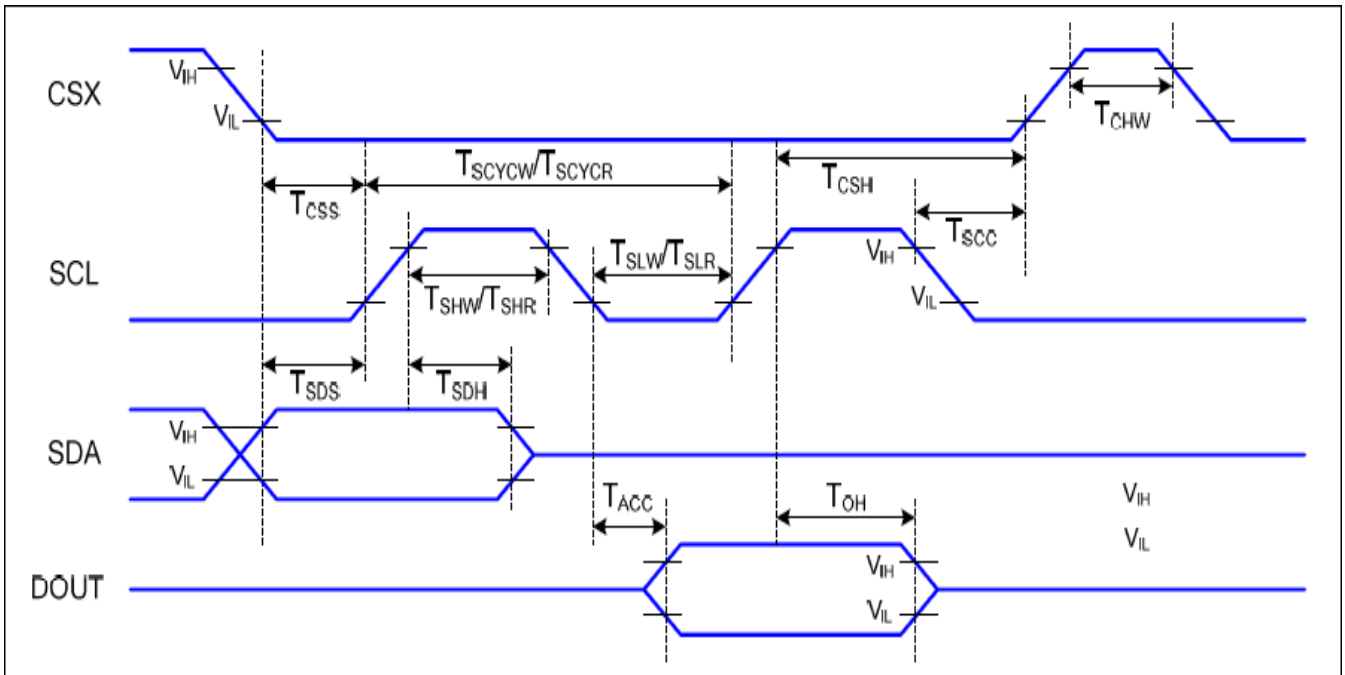 CSX
VIH
VIL
TCHW
TSCYCW/TSCYCR
TCSS
TCSH
TSCC
SCL
TSLW/TSLR
VIH
TSHW/TSHR
VIL
TSDS
TSDH
SDA
VIH
VIL
TACC
TOH
VIH
VIL
DOUT
VIH
VIL